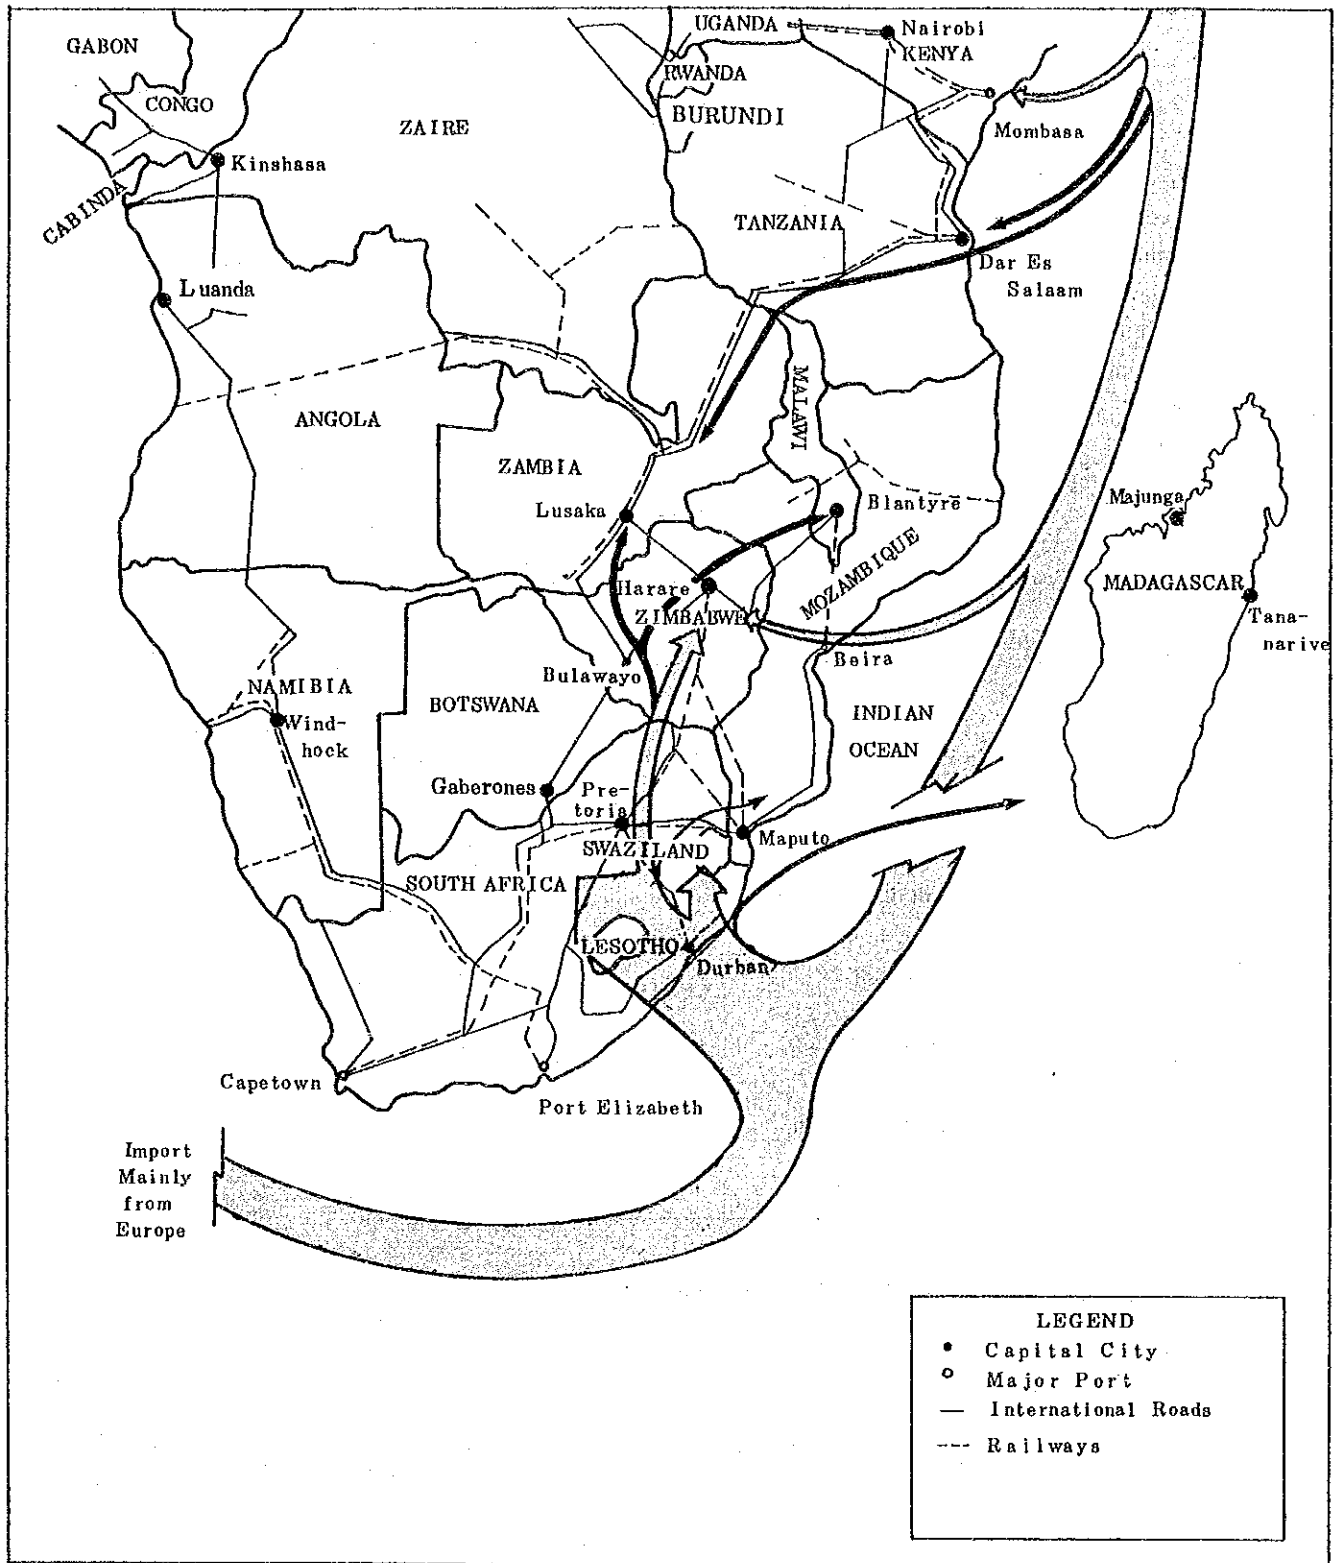 UGANDA
Nairobi
GABON
KENYA
RWANDA
CONGO
BURUNDI
ZAIRE
Mombasa
Kinshasa
CABINDA
TANZANIA
Dar Es
Salaam
Luanda
MALAWI
ANGOLA
ZAMBIA
Lusaka
Blantyre
Majunga
MOZAMBIQUE
MADAGASCAR
Harare
ZIMBABWE
Tana-
narive
Beira
Bulawayo
NAMIBIA
BOTSWANA
INDIAN
OCEAN
Wind-
hock
Gaberones
Pre-
toria
Maputo
SWAZILAND
SOUTH AFRICA
LESOTHO
Durban
Capetown
Port Elizabeth
Import
Mainly
from
Europe
LEGEND
Capital City
Major Port
International Roads
Railways